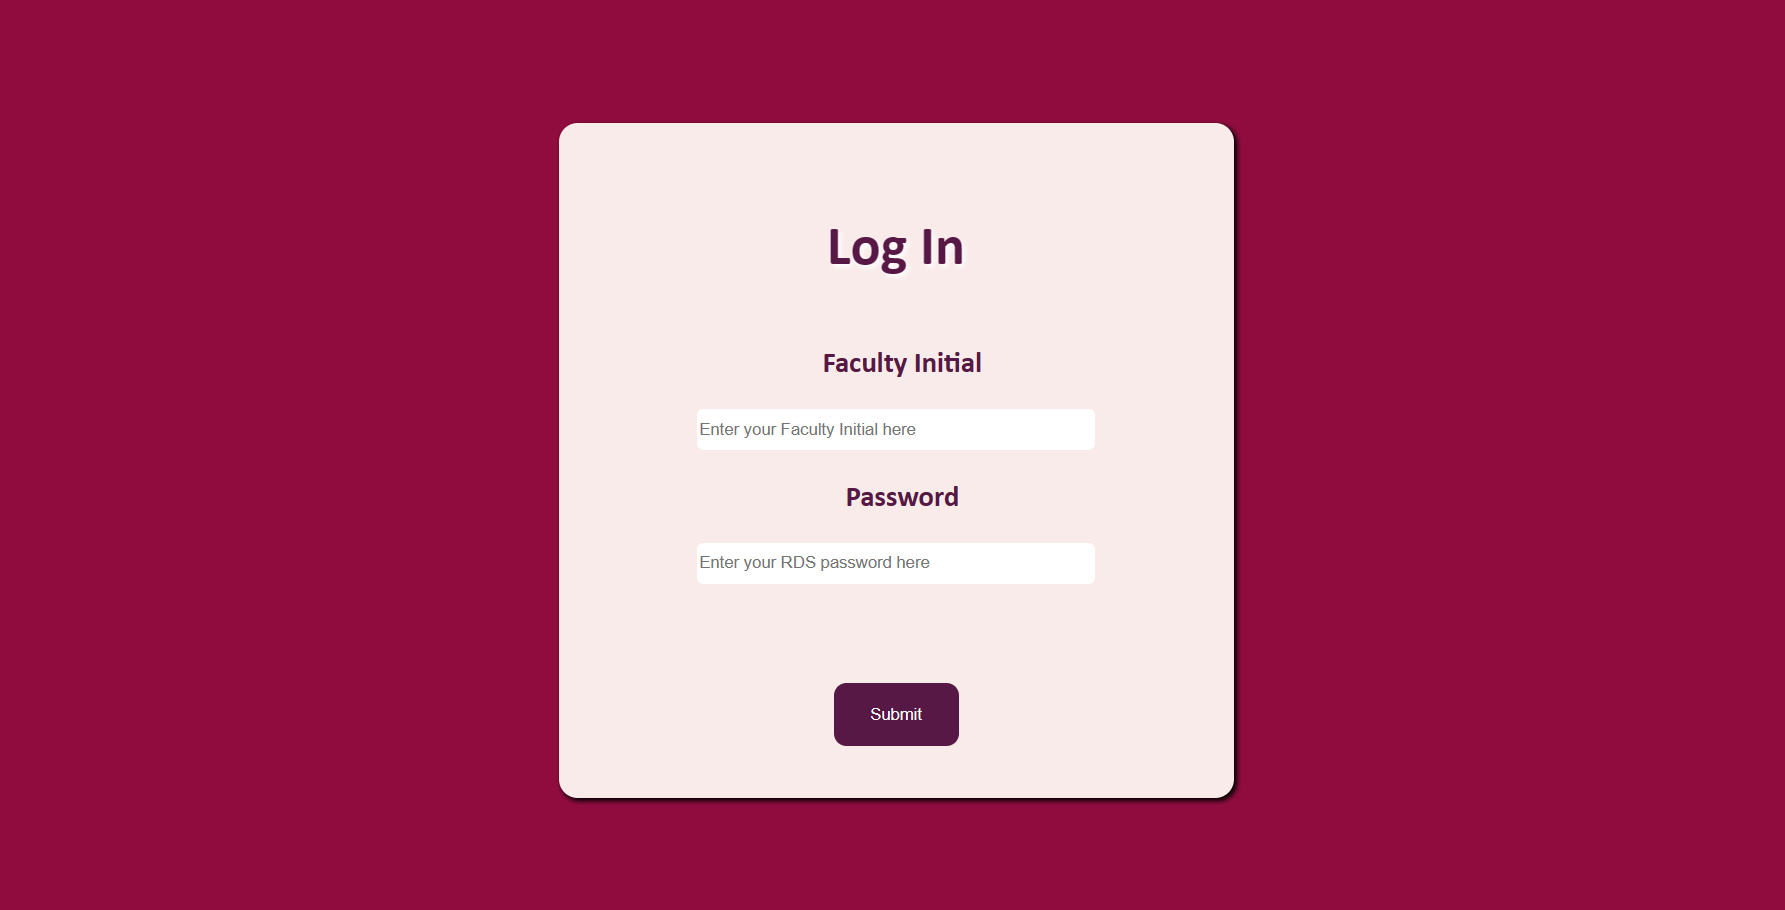 Log In
Faculty Initial
Enter your Faculty Initial here
Password
Enter your RDS password here
Submit